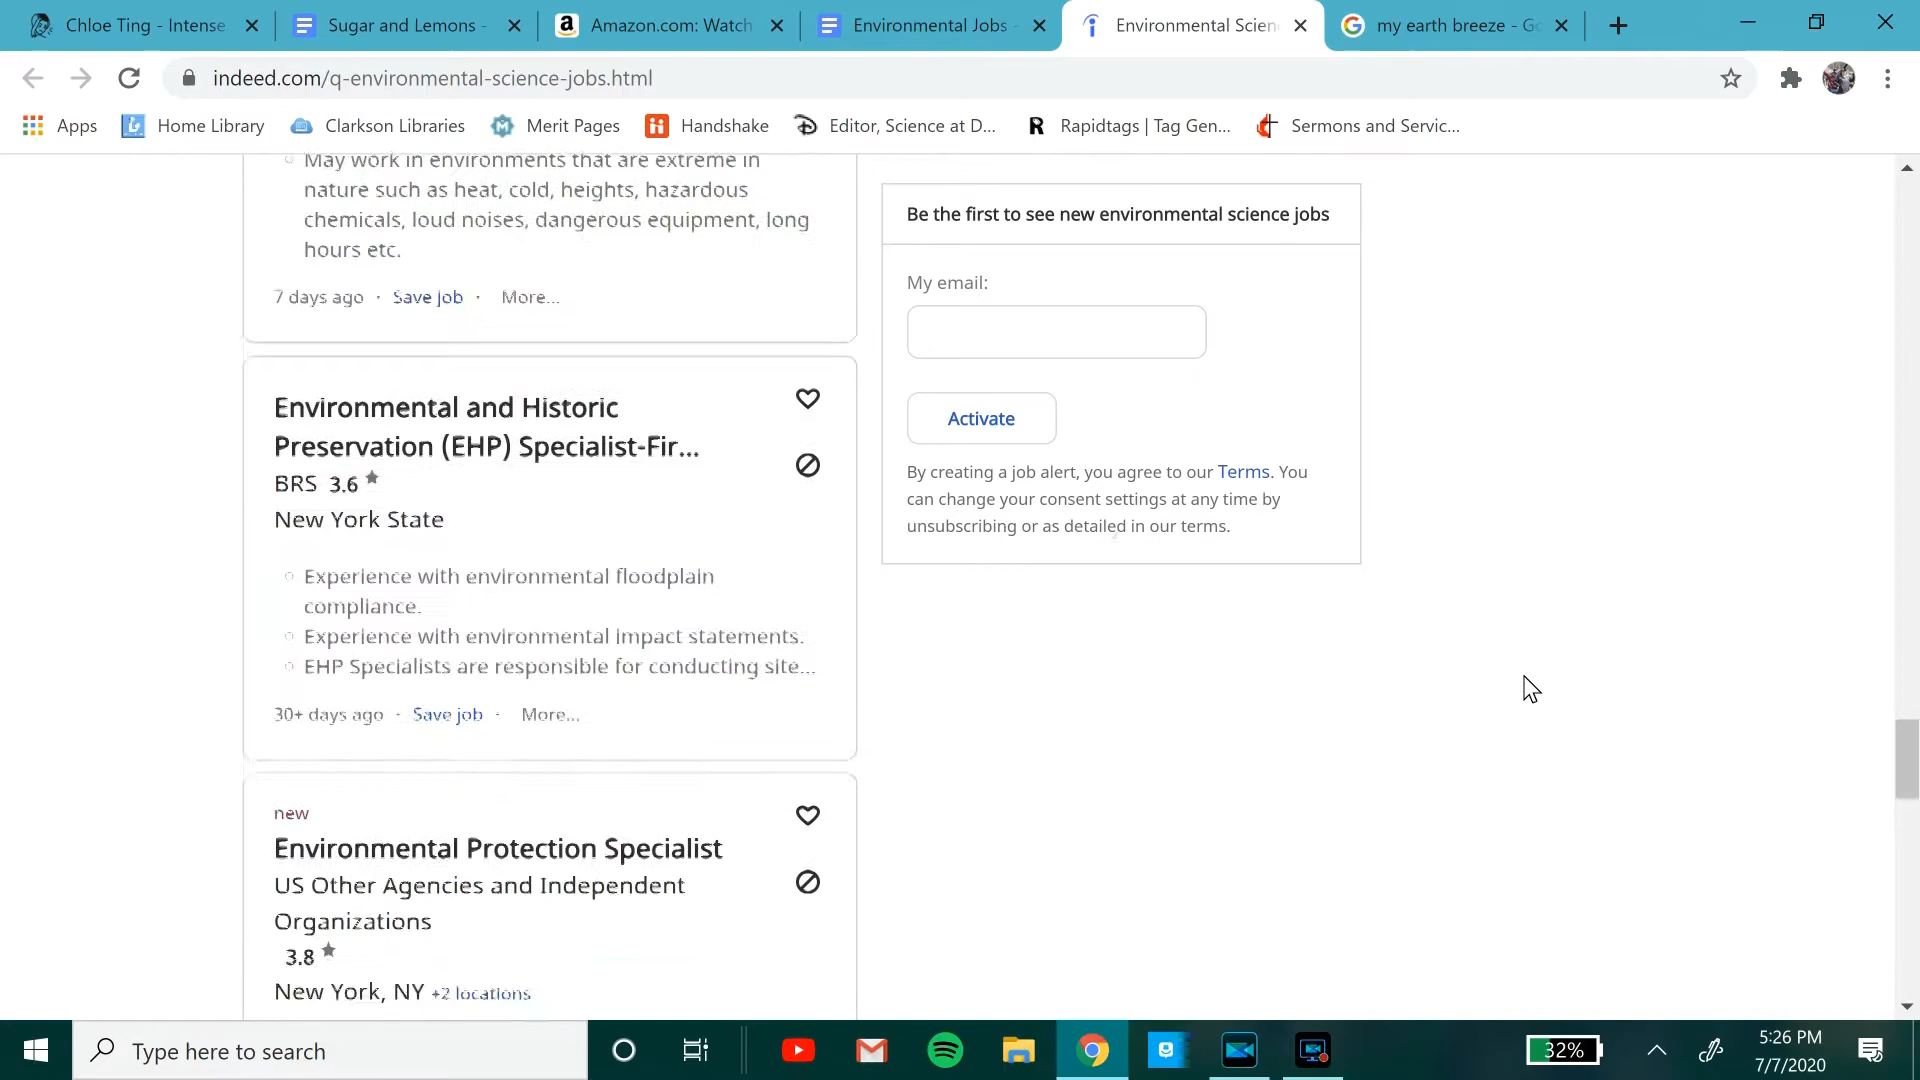 Chloe Ting - Intense
Sugar and Lemons -
Amazon.com: Watch
Environmental Jobs -
Environmental Scien
my earth breeze - Go
indeed.com/q-environmental-science-jobs.html
Apps
Home Library
Clarkson Libraries
Merit Pages
Handshake
Editor, Science at D...
Rapidtags | Tag Gen...
Sermons and Servic...
May work in environments that are extreme in
nature such as heat, cold, heights, hazardous
chemicals, loud noises, dangerous equipment, long
hours etc.
7 days ago · Save job · More...
Environmental and Historic
Preservation (EHP) Specialist-Fir...
BRS 3.6
New York State
Experience with environmental floodplain
compliance.
Experience with environmental impact statements.
EHP Specialists are responsible for conducting site...
30+ days ago · Save job · More...
new
Environmental Protection Specialist
US Other Agencies and Independent
Organizations
3.8
New York, NY +2 locations
Be the first to see new environmental science jobs
My email:
Activate
By creating a job alert, you agree to our Terms. You
can change your consent settings at any time by
unsubscribing or as detailed in our terms.
Type here to search
32%
5:26 PM
7/7/2020